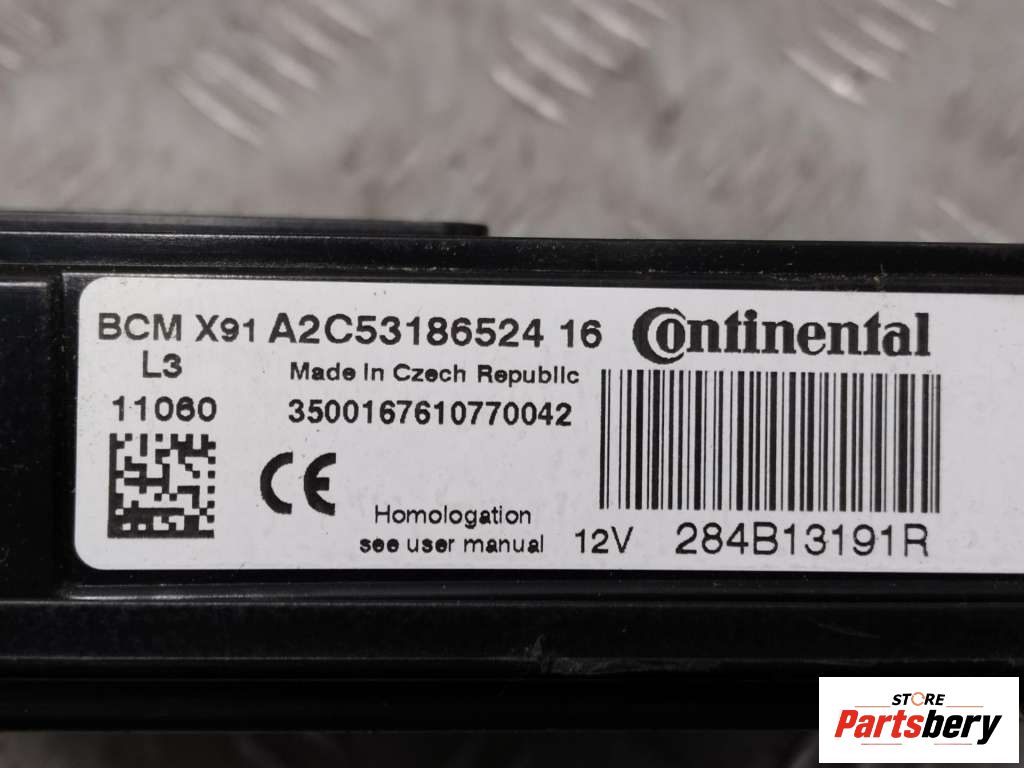 BCM X91 A2C53186524 16 Continental
L3 Made in Czech Republic
11060 3500167610770042
CE
Homologation
see user manual 12V 284B13191R
STORE
Partsbery